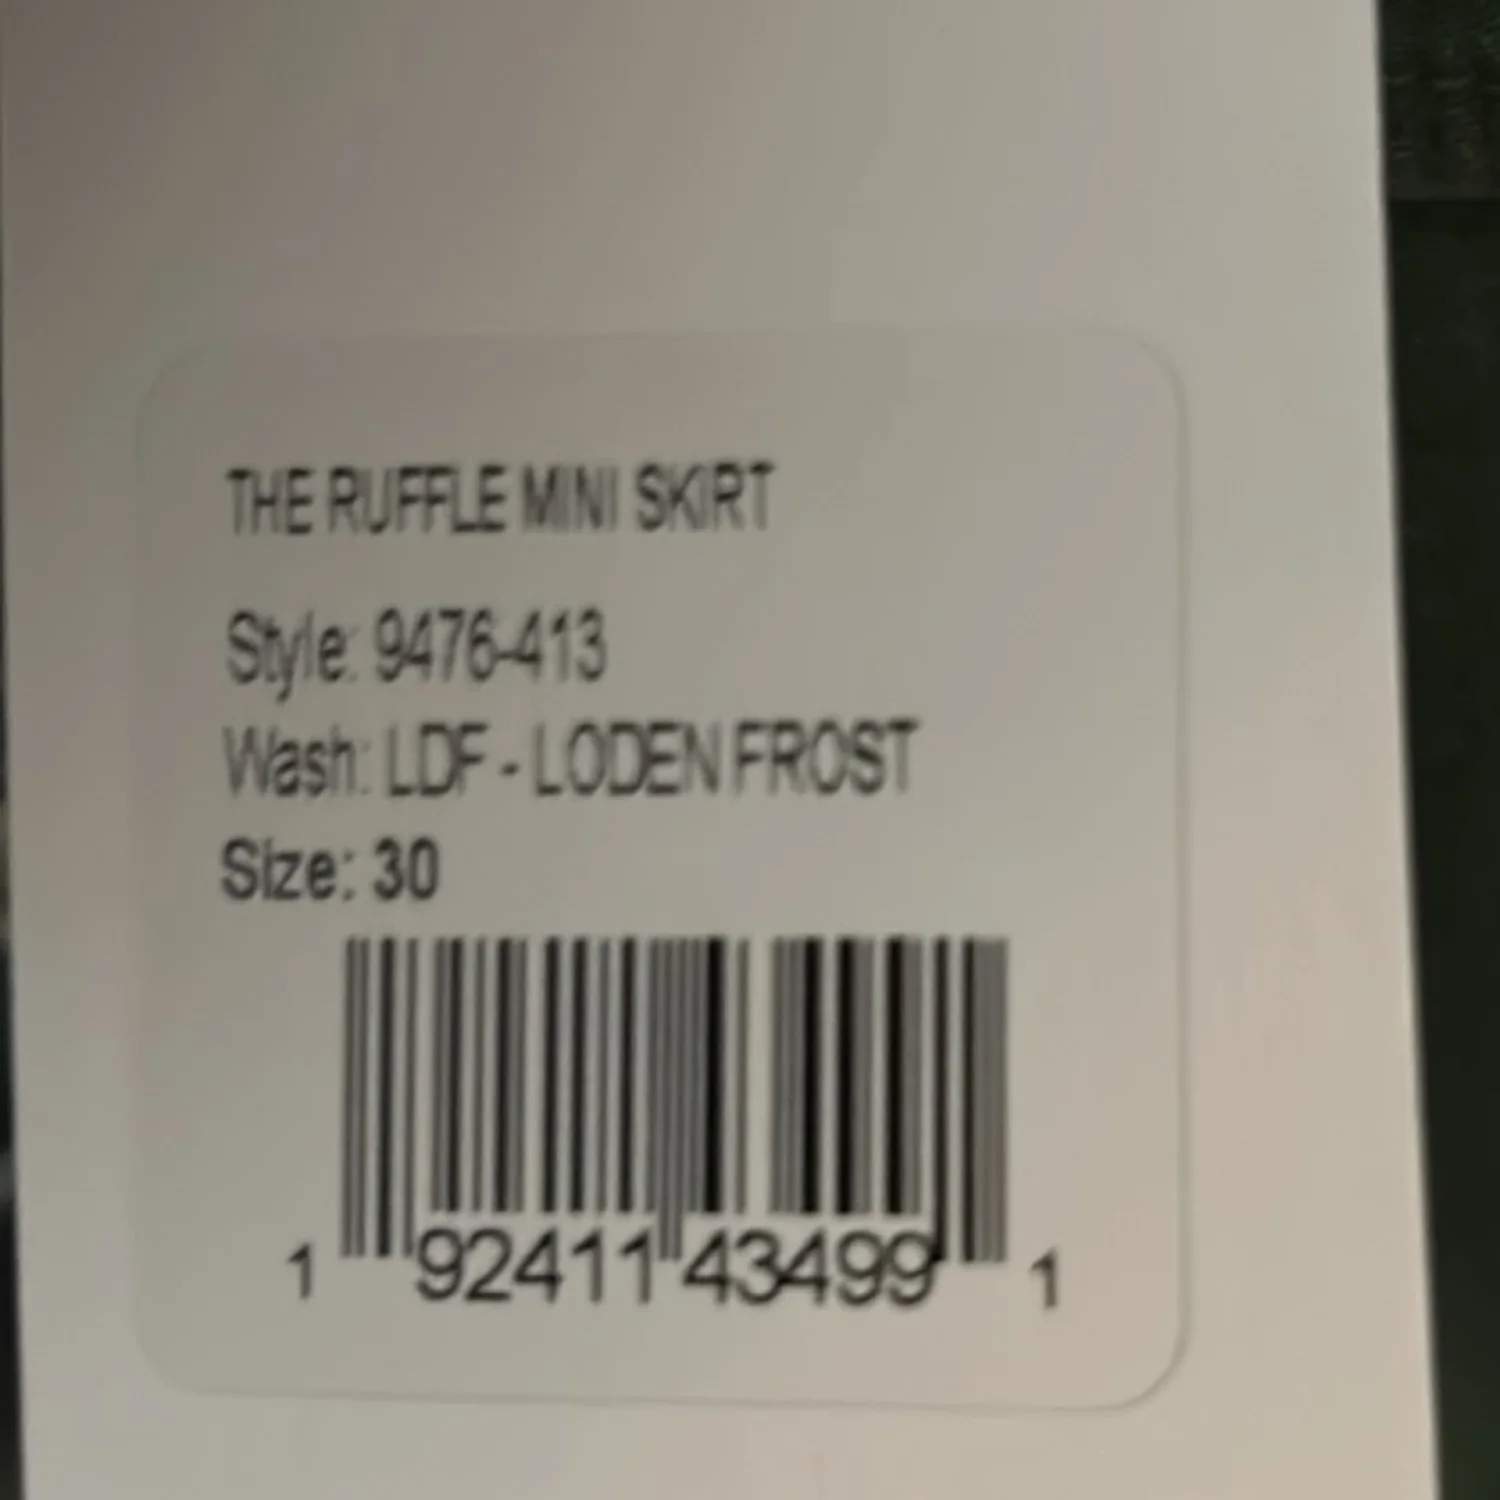 THE RUFFLE MINI SKIRT
Style: 9476-413
Wash: LDF - LODEN FROST
Size: 30
1 92411 43499 1